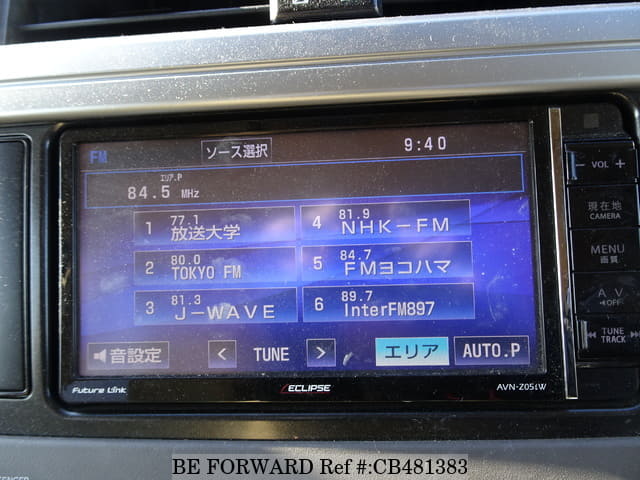 FM
ソース選択
9:40
エリア.P
84.5 MHz
1 77.1 放送大学
4 81.9 NHK-FM
2 80.0 TOKYO FM
5 84.7 FMヨコハマ
3 81.3 J-WAVE
6 89.7 InterFM897
音設定
< TUNE >
エリア
AUTO.P
Future Link
ECLIPSE
AVN-Z05iW
- VOL +
現在地
CAMERA
MENU
画質
AV
OFF
TUNE
TRACK
BE FORWARD Ref #:CB481383